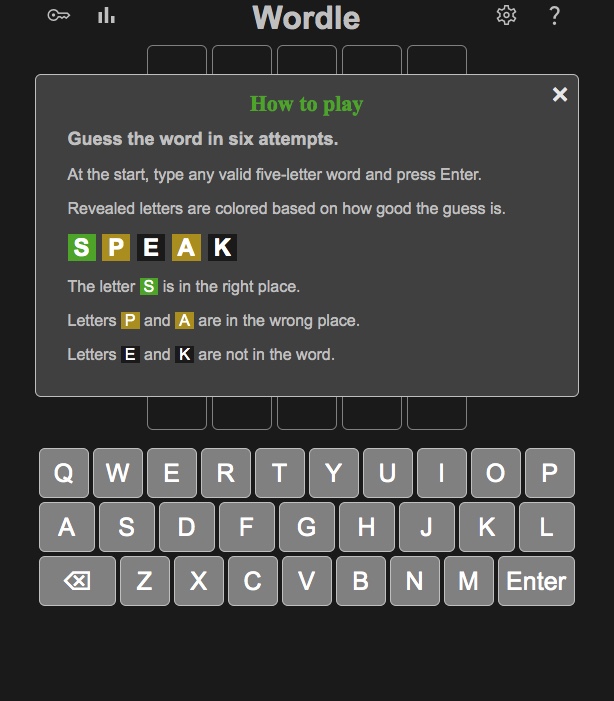 Wordle
?
How to play
×
Guess the word in six attempts.
At the start, type any valid five-letter word and press Enter.
Revealed letters are colored based on how good the guess is.
S P E A K
The letter S is in the right place.
Letters P and A are in the wrong place.
Letters E and K are not in the word.
Q W E R T Y U I O P
A S D F G H J K L
Z X C V B N M Enter